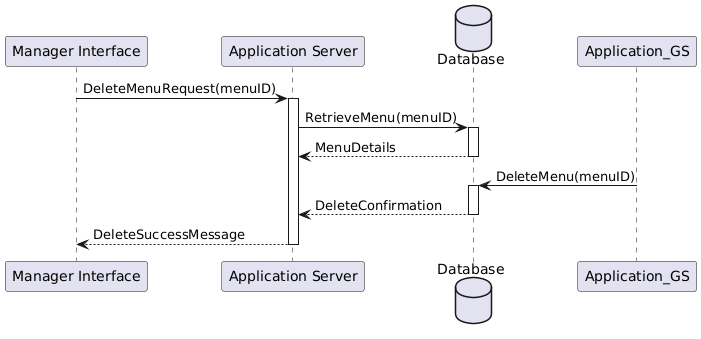 Manager Interface
Application Server
Database
Application_GS
DeleteMenuRequest(menuID)
RetrieveMenu(menuID)
MenuDetails
DeleteMenu(menuID)
DeleteConfirmation
DeleteSuccessMessage
Manager Interface
Application Server
Database
Application_GS